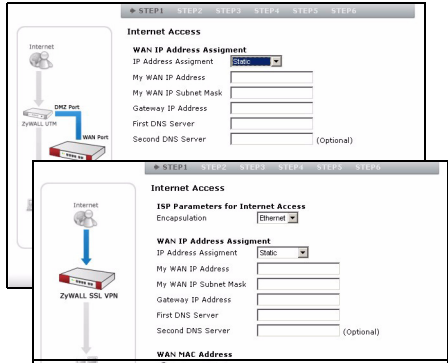 STEP1 STEP2 STEP3 STEP4 STEP5 STEP6
Internet Access
Internet
WAN IP Address Assigment
IP Address Assigment Static
My WAN IP Address
My WAN IP Subnet Mask
DMZ Port
Gateway IP Address
ZyWALL UTM
First DNS Server
WAN Port
Second DNS Server (Optional)
STEP1 STEP2 STEP3 STEP4 STEP5 STEP6
Internet Access
Internet
ISP Parameters for Internet Access
Encapsulation Ethernet
WAN IP Address Assigment
IP Address Assigment Static
My WAN IP Address
My WAN IP Subnet Mask
ZyWALL SSL VPN
Gateway IP Address
First DNS Server
Second DNS Server (Optional)
WAN MAC Address